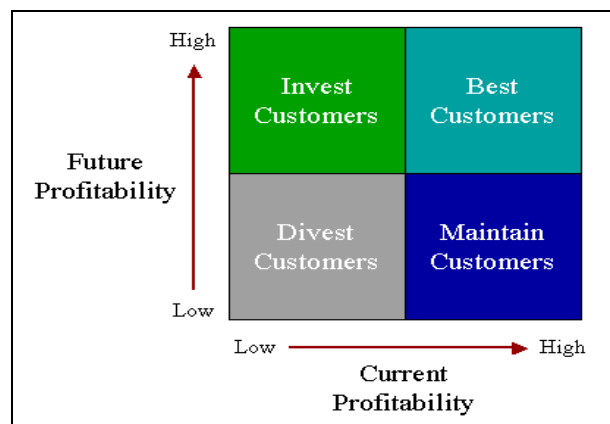 High
Invest
Customers
Best
Customers
Future
Profitability
Divest
Customers
Maintain
Customers
Low
Low
High
Current
Profitability